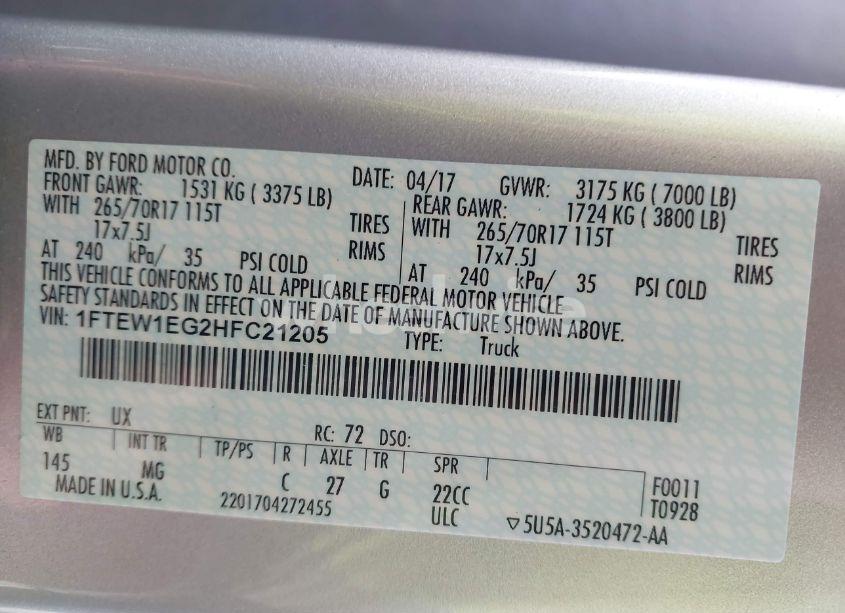 MFD. BY FORD MOTOR CO. DATE: 04/17 GVWR: 3175 KG ( 7000 LB)
FRONT GAWR: 1531 KG ( 3375 LB) REAR GAWR: 1724 KG ( 3800 LB)
WITH 265/70R17 115T TIRES WITH 265/70R17 115T TIRES
17x7.5J RIMS 17x7.5J RIMS
AT 240 kPa/ 35 PSI COLD AT 240 kPa/ 35 PSI COLD
THIS VEHICLE CONFORMS TO ALL APPLICABLE FEDERAL MOTOR VEHICLE
SAFETY STANDARDS IN EFFECT ON THE DATE OF MANUFACTURE SHOWN ABOVE.
VIN: 1FTEW1EG2HFC21205 TYPE: Truck
EXT PNT: UX RC: 72 DSO:
WB INT TR TP/PS R AXLE TR SPR
145 MG C 27 G 22CC F0011
MADE IN U.S.A. 2201704272455 ULC T0928
▽5U5A-3520472-AA